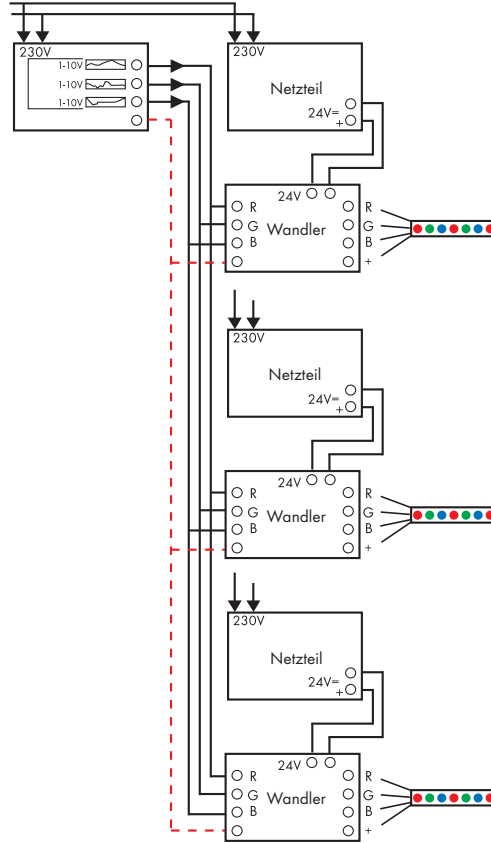 230V
1-10V
1-10V
1-10V
230V
Netzteil
24V=
+
24V
R R
G Wandler G
B B
+
230V
Netzteil
24V=
+
24V
R R
G Wandler G
B B
+
230V
Netzteil
24V=
+
24V
R R
G Wandler G
B B
+